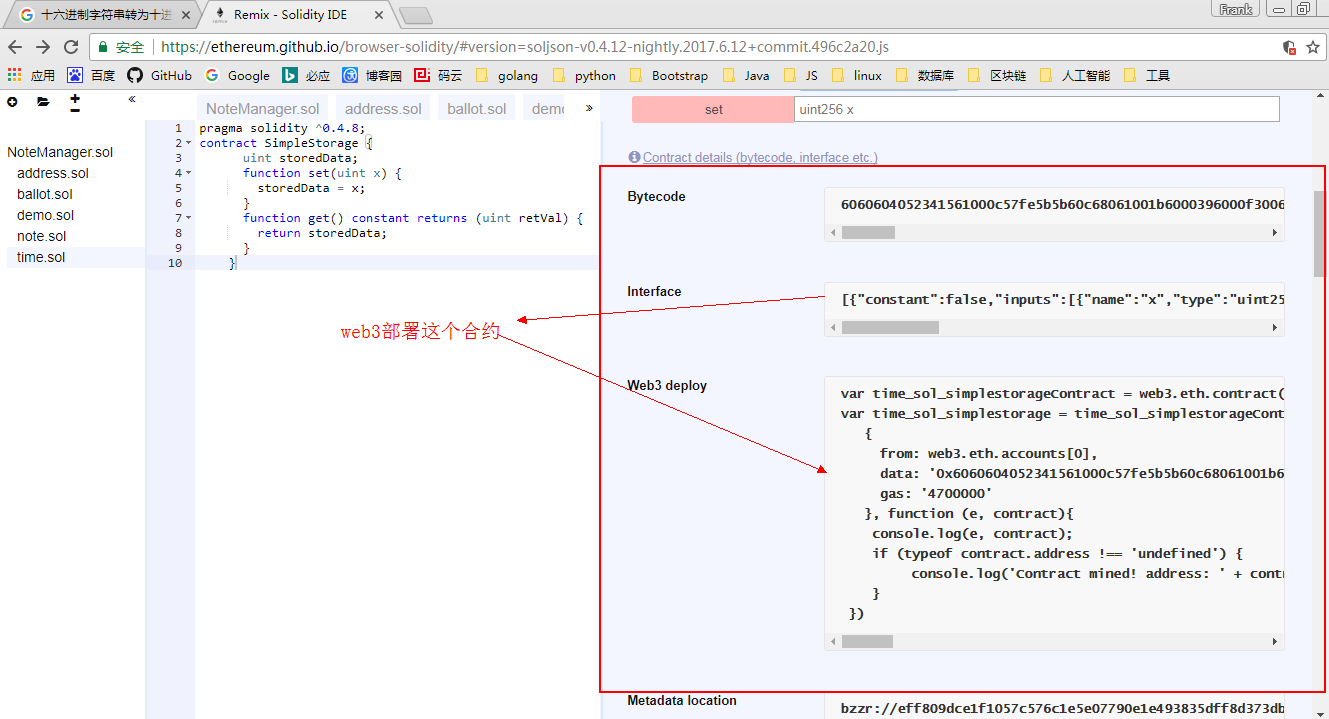 十六进制字符串转为十进
Remix - Solidity IDE
Frank
安全 https://ethereum.github.io/browser-solidity/#version=soljson-v0.4.12-nightly.2017.6.12+commit.496c2a20.js
应用 百度 GitHub Google 必应 博客园 码云 golang python Bootstrap Java JS linux 数据库 区块链 人工智能 工具
«
NoteManager.sol address.sol ballot.sol demo »
NoteManager.sol
address.sol
ballot.sol
demo.sol
note.sol
time.sol
1 pragma solidity ^0.4.8;
2 contract SimpleStorage {
3 uint storedData;
4 function set(uint x) {
5 storedData = x;
6 }
7 function get() constant returns (uint retVal) {
8 return storedData;
9 }
10 }
web3部署这个合约
set uint256 x
Contract details (bytecode, interface etc.)
Bytecode
6060604052341561000c57fe5b5b60c68061001b6000396000f3006
Interface
[{"constant":false,"inputs":[{"name":"x","type":"uint25
Web3 deploy
var time_sol_simplestorageContract = web3.eth.contract(
var time_sol_simplestorage = time_sol_simplestorageCont
{
from: web3.eth.accounts[0],
data: '0x6060604052341561000c57fe5b5b60c68061001b6
gas: '4700000'
}, function (e, contract){
console.log(e, contract);
if (typeof contract.address !== 'undefined') {
console.log('Contract mined! address: ' + contr
}
})
Metadata location
bzzr://eff809dce1f1057c576c1e5e07790e1e493835dff8d373db